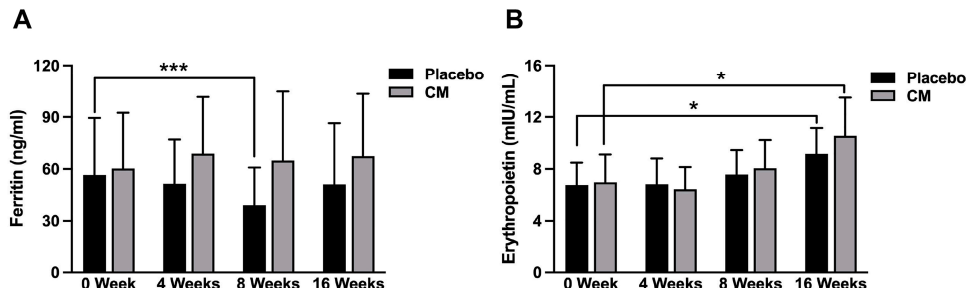 A
Ferritin (ng/ml)
120
90
60
30
0
***
Placebo
CM
0 Week 4 Weeks 8 Weeks 16 Weeks
B
Erythropoietin (mIU/mL)
16
12
8
4
0
*
*
Placebo
CM
0 Week 4 Weeks 8 Weeks 16 Weeks